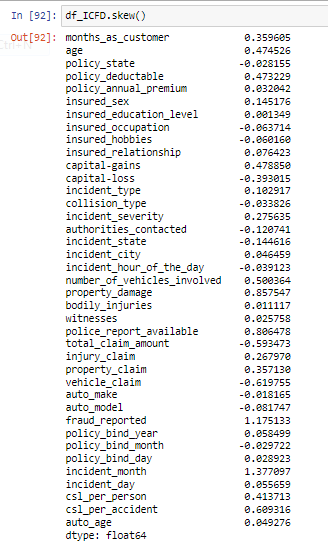 In [92]: df_ICFD.skew()
Out[92]: months_as_customer 0.359605
age 0.474526
policy_state -0.028155
policy_deductable 0.473229
policy_annual_premium 0.032042
insured_sex 0.145176
insured_education_level 0.001349
insured_occupation -0.063714
insured_hobbies -0.060160
insured_relationship 0.076423
capital-gains 0.478850
capital-loss -0.393015
incident_type 0.102917
collision_type -0.033826
incident_severity 0.275635
authorities_contacted -0.120741
incident_state -0.144616
incident_city 0.046459
incident_hour_of_the_day -0.039123
number_of_vehicles_involved 0.500364
property_damage 0.857547
bodily_injuries 0.011117
witnesses 0.025758
police_report_available 0.806478
total_claim_amount -0.593473
injury_claim 0.267970
property_claim 0.357130
vehicle_claim -0.619755
auto_make -0.018165
auto_model -0.081747
fraud_reported 1.175133
policy_bind_year 0.058499
policy_bind_month -0.029722
policy_bind_day 0.028923
incident_month 1.377097
incident_day 0.055659
csl_per_person 0.413713
csl_per_accident 0.609316
auto_age 0.049276
dtype: float64